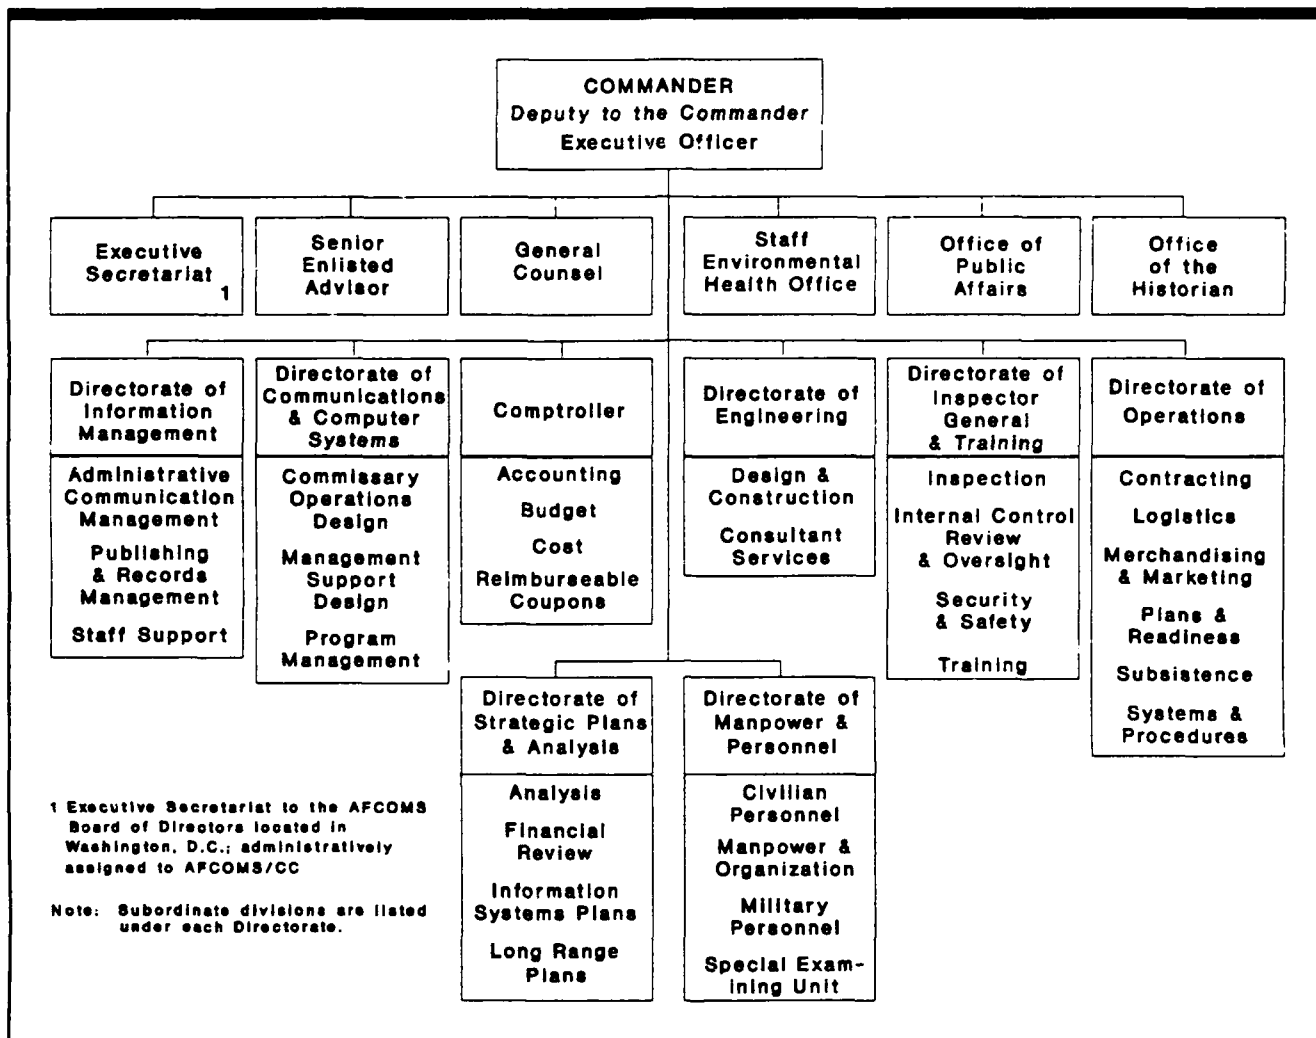 COMMANDER
Deputy to the Commander
Executive Officer
Executive
Secretariat
1
Senior
Enlisted
Advisor
General
Counsel
Staff
Environmental
Health Office
Office of
Public
Affairs
Office
of the
Historian
Directorate of
Information
Management
Administrative
Communication
Management
Publishing
& Records
Management
Staff Support
Directorate of
Communications
& Computer
Systems
Commissary
Operations
Design
Management
Support
Design
Program
Management
Comptroller
Accounting
Budget
Cost
Reimburseable
Coupons
Directorate of
Engineering
Design &
Construction
Consultant
Services
Directorate of
Inspector
General
& Training
Inspection
Internal Control
Review
& Oversight
Security
& Safety
Training
Directorate of
Operations
Contracting
Logistics
Merchandising
& Marketing
Plans &
Readiness
Subsistence
Systems &
Procedures
Directorate of
Strategic Plans
& Analysis
Analysis
Financial
Review
Information
Systems Plans
Long Range
Plans
Directorate of
Manpower &
Personnel
Civilian
Personnel
Manpower &
Organization
Military
Personnel
Special Exam-
ining Unit
1 Executive Secretariat to the AFCOMS
Board of Directors located in
Washington, D.C.; administratively
assigned to AFCOMS/CC
Note: Subordinate divisions are listed
under each Directorate.